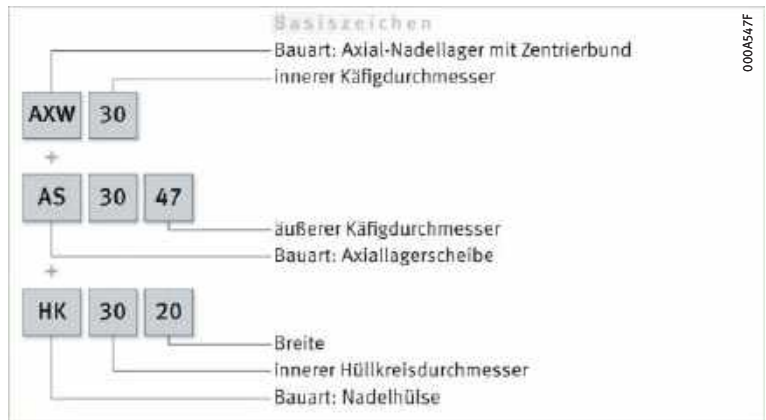 Basiszeichen
Bauart: Axial-Nadellager mit Zentrierbund
innerer Käfigdurchmesser
AXW 30
+
AS 30 47
äußerer Käfigdurchmesser
Bauart: Axiallagerscheibe
+
HK 30 20
Breite
innerer Hüllkreisdurchmesser
Bauart: Nadelhülse
000A547F